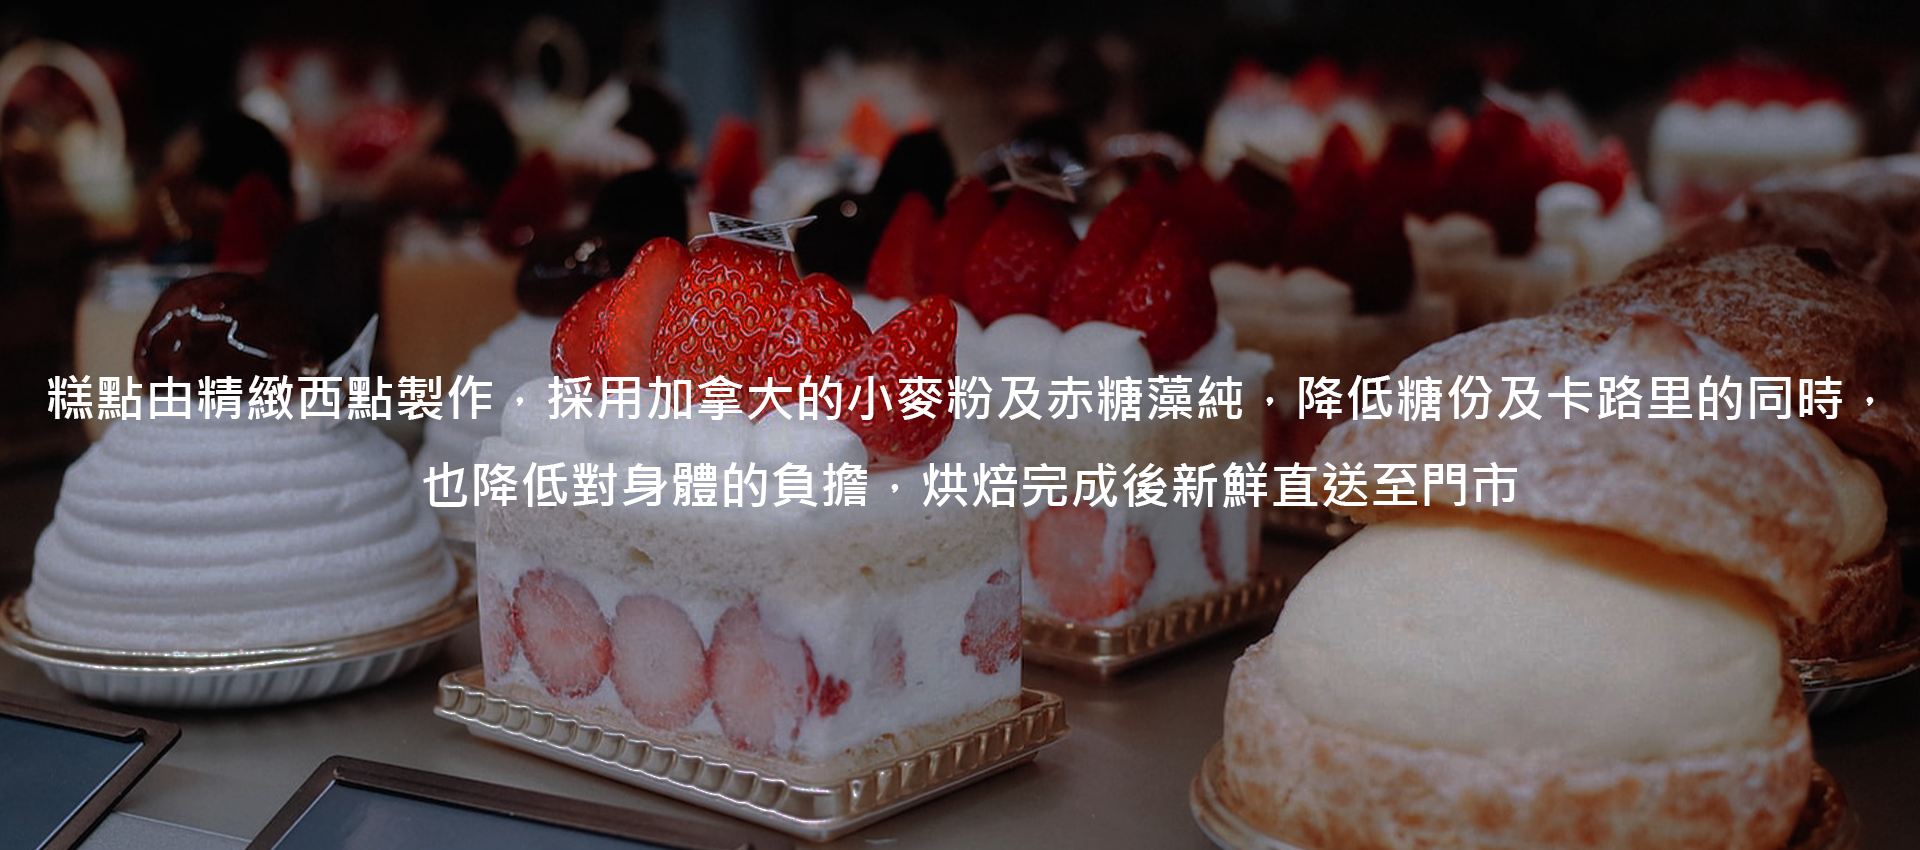 糕點由精緻西點製作，採用加拿大的小麥粉及赤糖藻純，降低糖份及卡路里的同時，
也降低對身體的負擔，烘焙完成後新鮮直送至門市